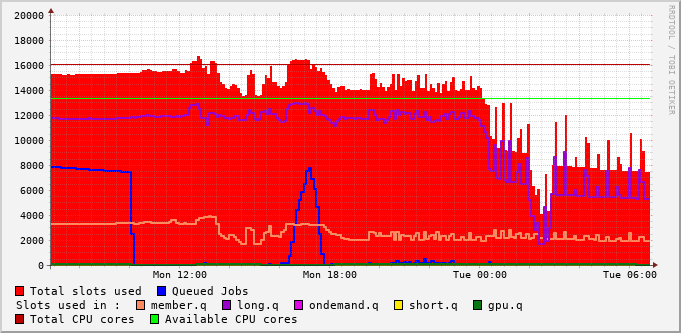 20000
18000
16000
14000
12000
10000
8000
6000
4000
2000
0
Mon 12:00 Mon 18:00 Tue 00:00 Tue 06:00
Total slots used Queued Jobs
Slots used in : member.q long.q ondemand.q short.q gpu.q
Total CPU cores Available CPU cores
RRDTOOL / TOBI OETIKER